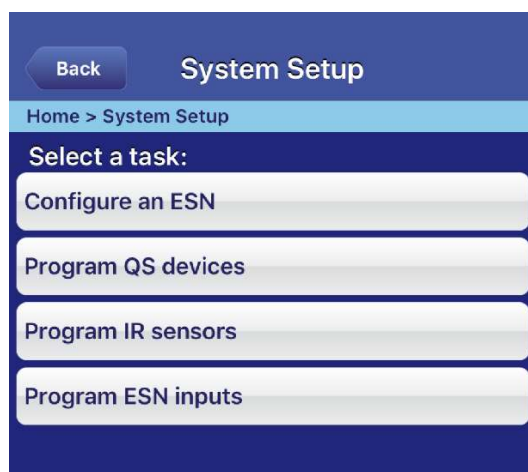 Back
System Setup
Home > System Setup
Select a task:
Configure an ESN
Program QS devices
Program IR sensors
Program ESN inputs